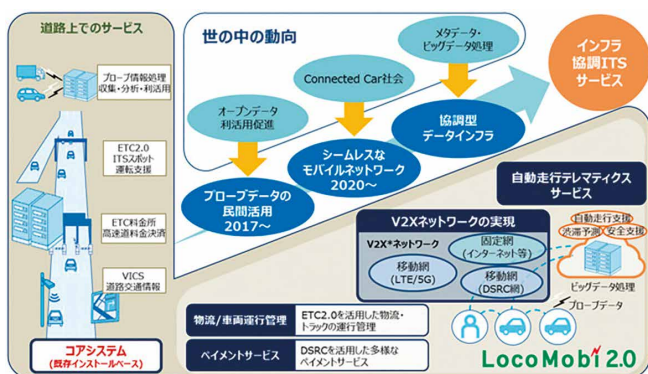 道路上でのサービス
プローブ情報処理
収集・分析・利活用
ETC2.0
ITSスポット
運転支援
ETC料金所
高速道料金決済
VICS
道路交通情報
コアシステム
(既存インストールベース)
世の中の動向
オープンデータ
利活用促進
Connected Car社会
メタデータ・
ビッグデータ処理
プローブデータの
民間活用
2017〜
シームレスな
モバイルネットワーク
2020〜
協調型
データインフラ
インフラ
協調ITS
サービス
自動走行テレマティクス
サービス
V2Xネットワークの実現
V2X*ネットワーク
固定網
(インターネット等)
移動網
(LTE/5G)
移動網
(DSRC網)
自動走行支援
渋滞予測
安全支援
ビッグデータ処理
プローブデータ
物流/車両運行管理
ETC2.0を活用した物流・
トラックの運行管理
ペイメントサービス
DSRCを活用した多様な
ペイメントサービス
LocoMobi 2.0